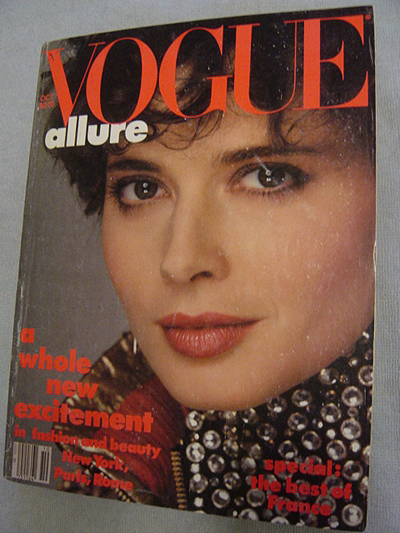 VOGUE
allure
a
whole
new
excitement
in fashion and beauty
New York,
Paris, Rome
special:
the best of
France